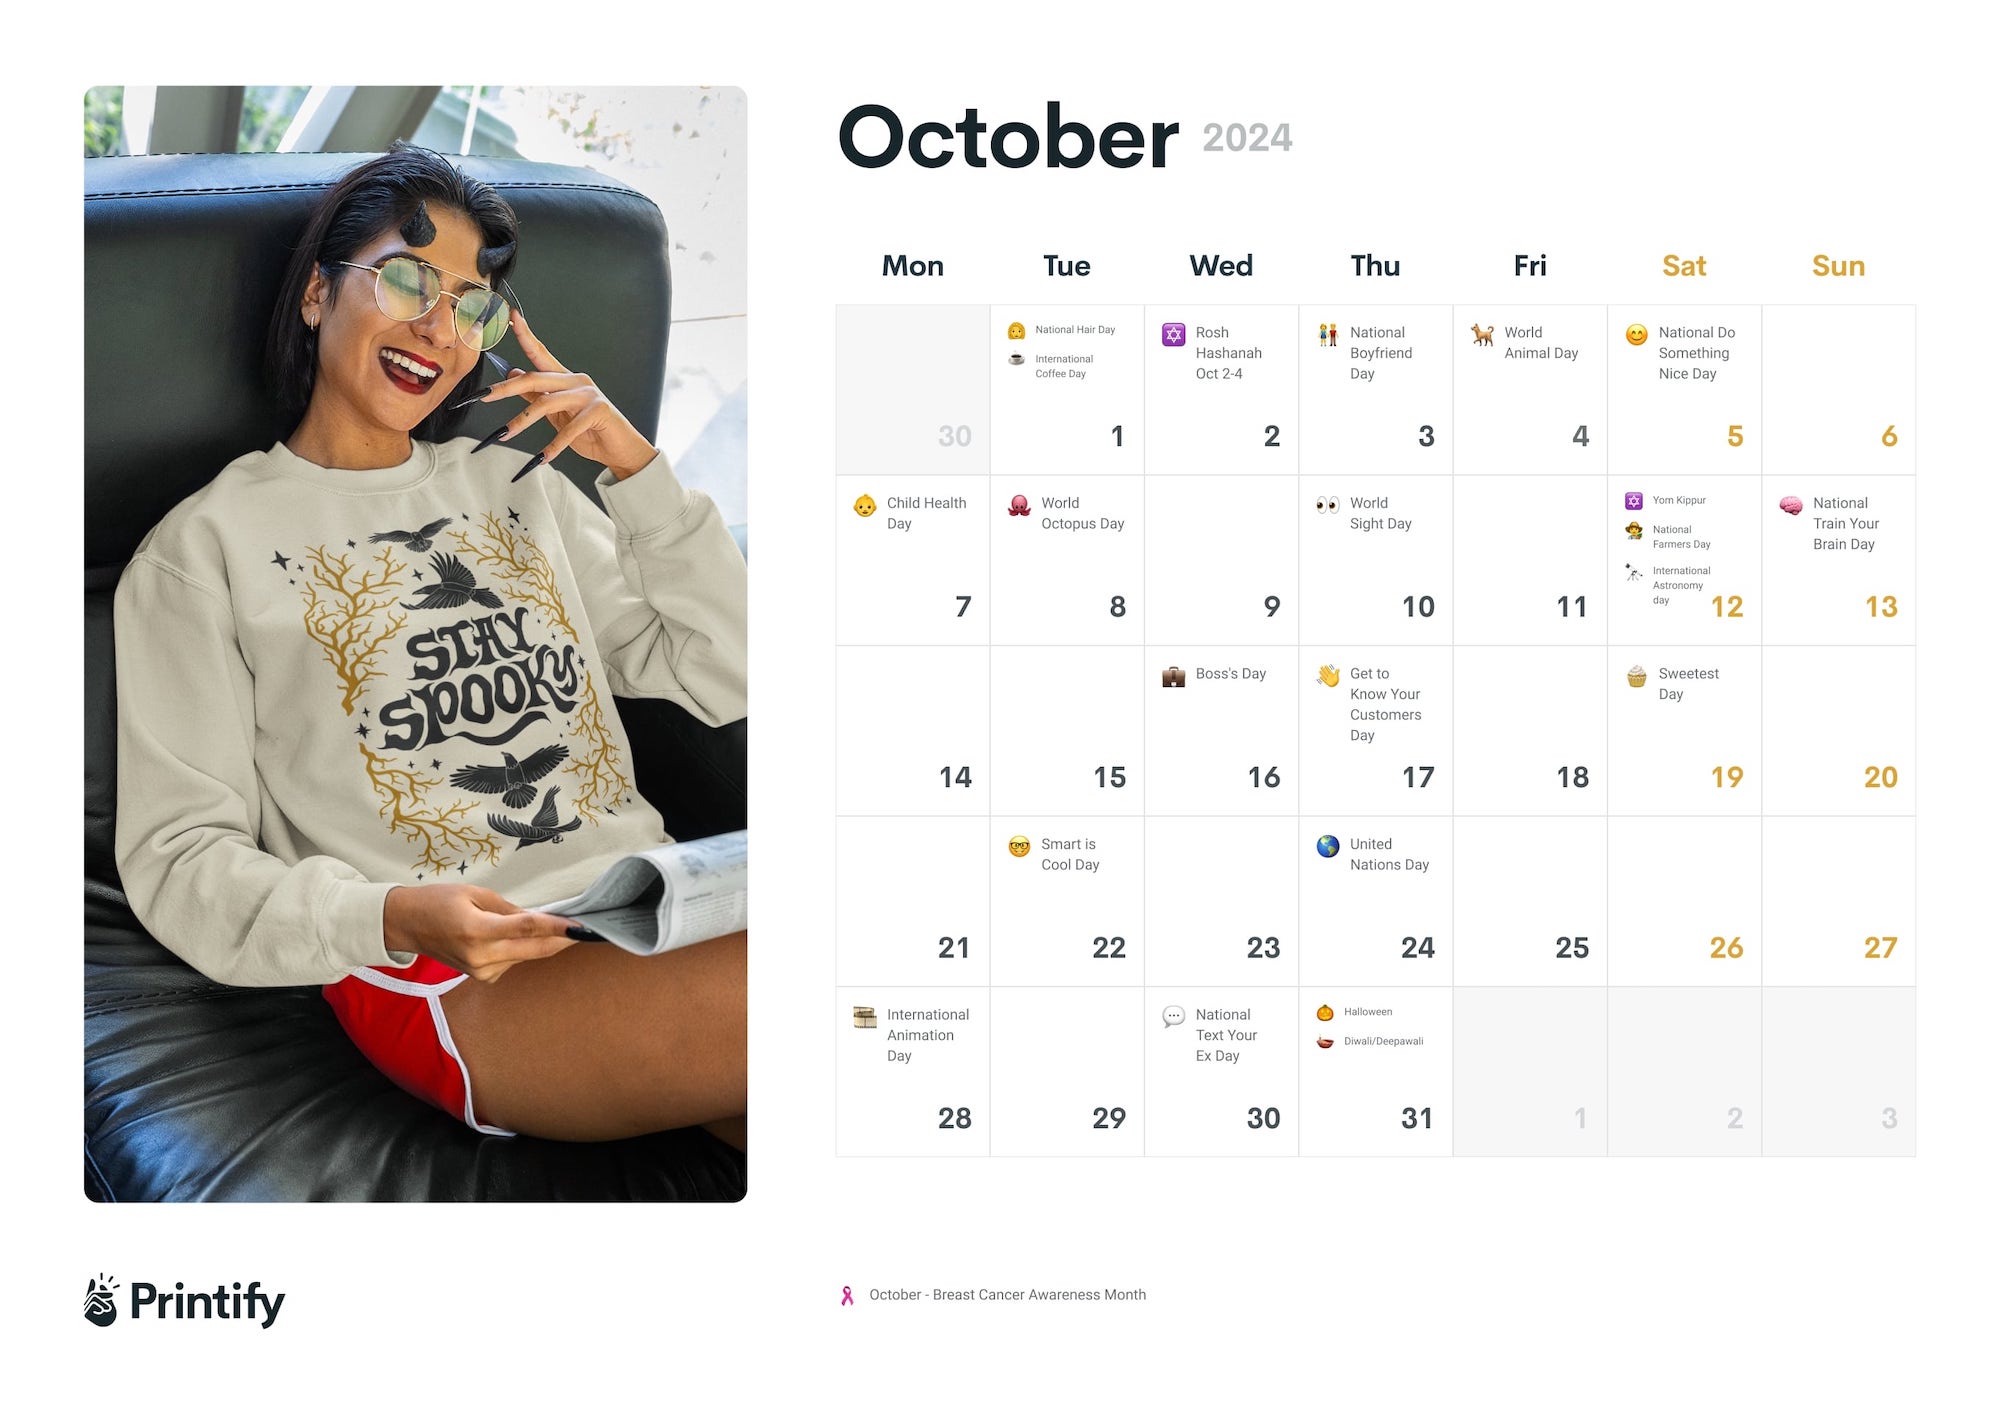 October 2024
Mon Tue Wed Thu Fri Sat Sun
National Hair Day
International
Coffee Day
Rosh
Hashanah
Oct 2-4
National
Boyfriend
Day
World
Animal Day
National Do
Something
Nice Day
30 1 2 3 4 5 6
Child Health
Day
World
Octopus Day
World
Sight Day
Yom Kippur
National
Farmers Day
International
Astronomy
day
National
Train Your
Brain Day
7 8 9 10 11 12 13
Boss's Day
Get to
Know Your
Customers
Day
Sweetest
Day
14 15 16 17 18 19 20
Smart is
Cool Day
United
Nations Day
21 22 23 24 25 26 27
International
Animation
Day
National
Text Your
Ex Day
Halloween
Diwali/Deepawali
28 29 30 31 1 2 3
STAY
SPOOKY
Printify
October - Breast Cancer Awareness Month